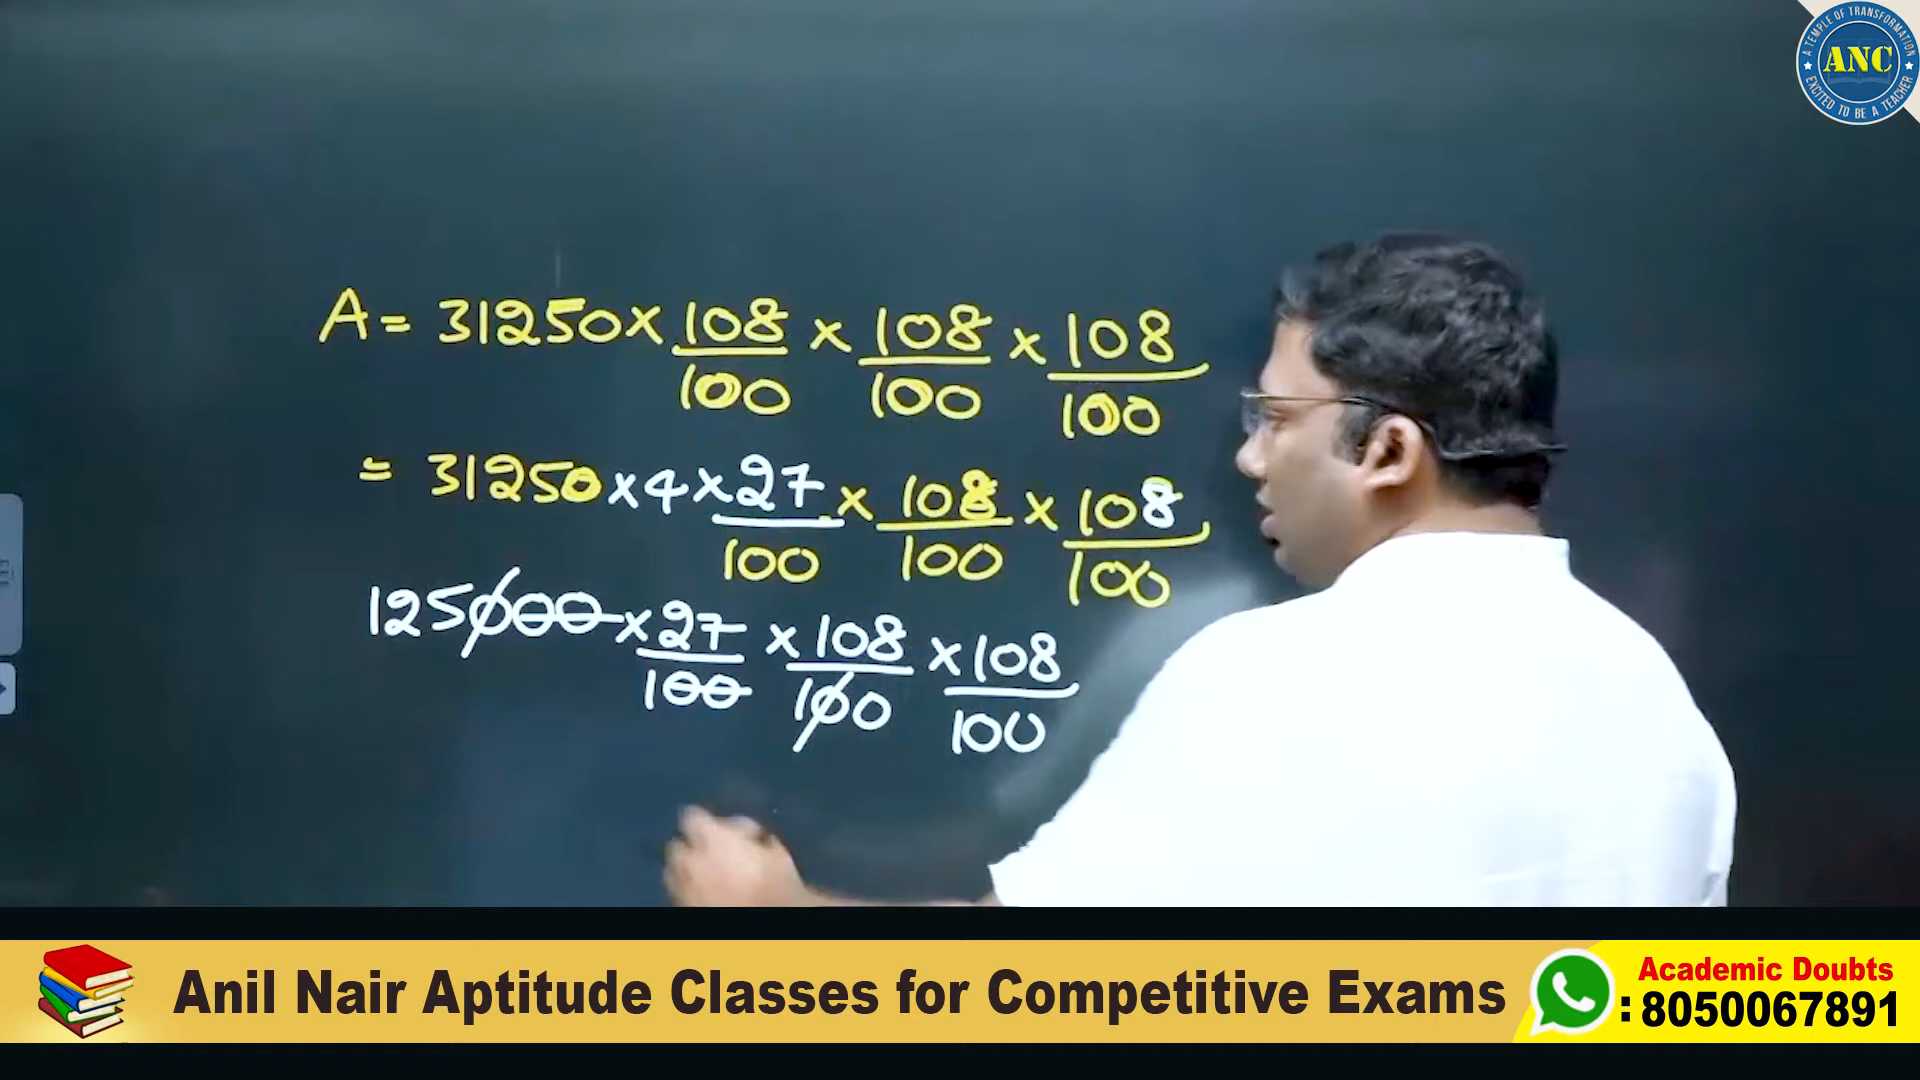 A TEMPLE OF TRANSFORMATION
ANC
EXCITED TO BE A TEACHER
A = 31250 × 108/100 × 108/100 × 108/100
= 31250 × 4 × 27/100 × 108/100 × 108/100
125000 × 27/100 × 108/100 × 108/100
Anil Nair Aptitude Classes for Competitive Exams
Academic Doubts
: 8050067891